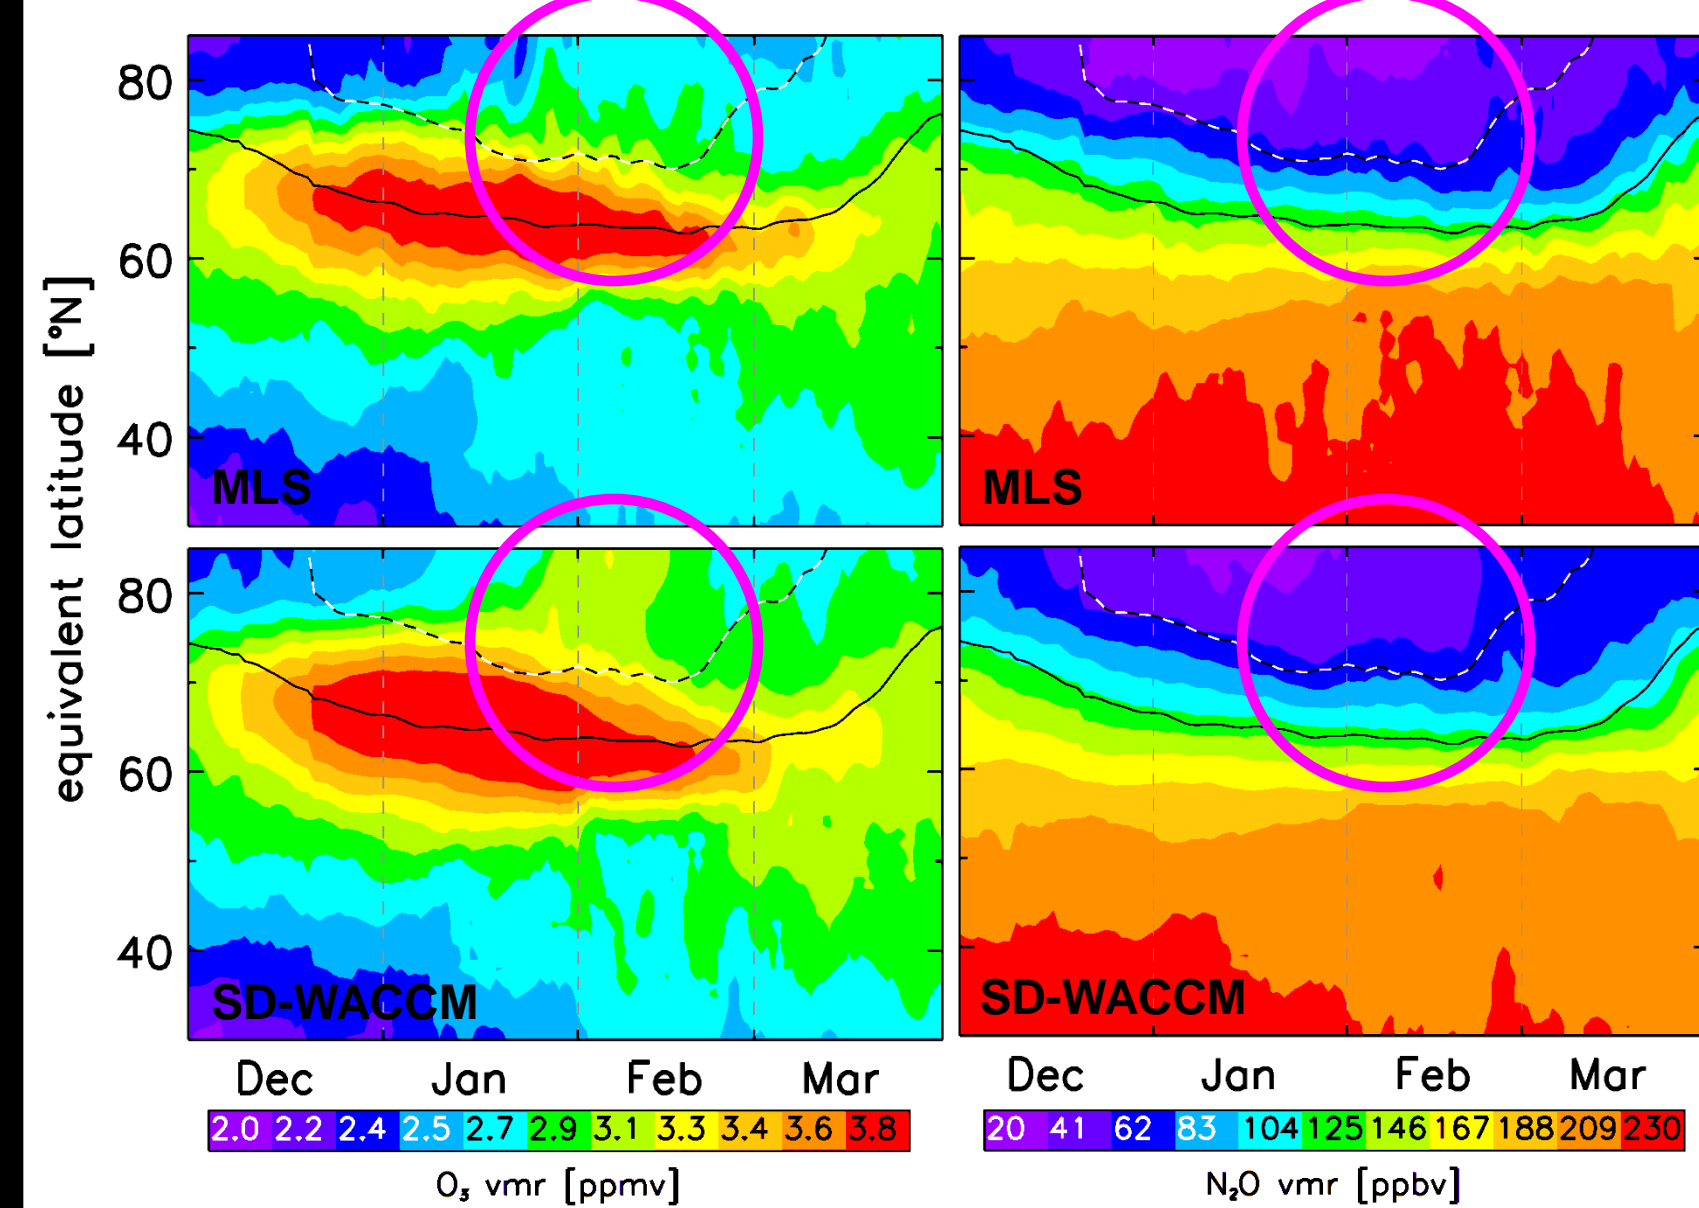 equivalent latitude [°N]
80
60
40
MLS
MLS
80
60
40
SD-WACCM
SD-WACCM
Dec Jan Feb Mar
Dec Jan Feb Mar
2.0 2.2 2.4 2.5 2.7 2.9 3.1 3.3 3.4 3.6 3.8
20 41 62 83 104 125 146 167 188 209 230
O₃ vmr [ppmv]
N₂O vmr [ppbv]